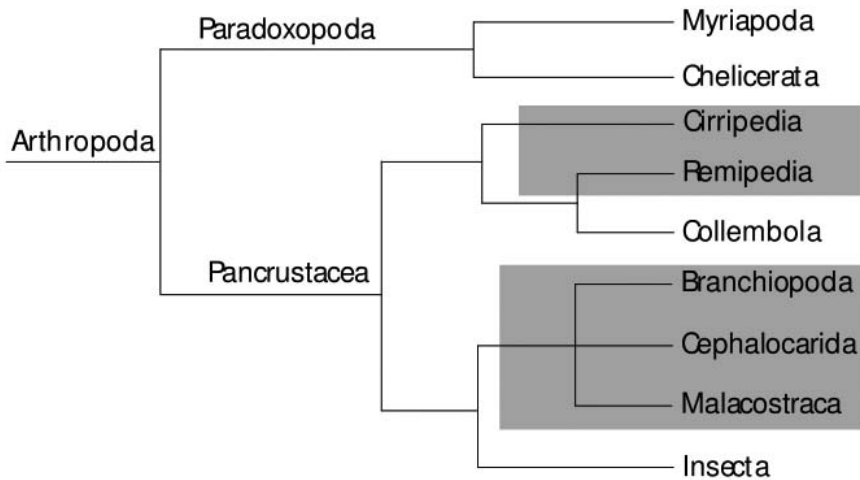 Paradoxopoda
Myriapoda
Chelicerata
Arthropoda
Cirripedia
Remipedia
Collembola
Pancrustacea
Branchiopoda
Cephalocarida
Malacostraca
Insecta